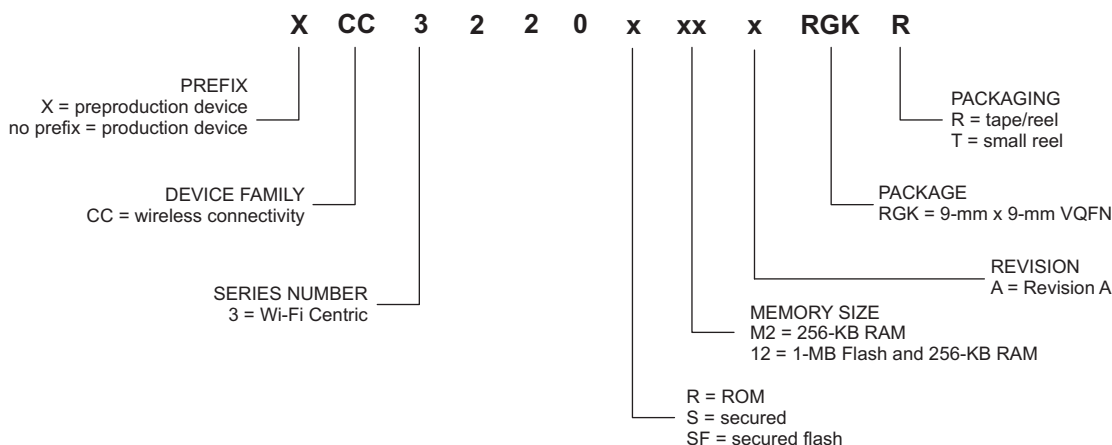 X CC 3 2 2 0 x xx x RGK R
PREFIX
X = preproduction device
no prefix = production device
PACKAGING
R = tape/reel
T = small reel
DEVICE FAMILY
CC = wireless connectivity
PACKAGE
RGK = 9-mm x 9-mm VQFN
REVISION
A = Revision A
SERIES NUMBER
3 = Wi-Fi Centric
MEMORY SIZE
M2 = 256-KB RAM
12 = 1-MB Flash and 256-KB RAM
R = ROM
S = secured
SF = secured flash